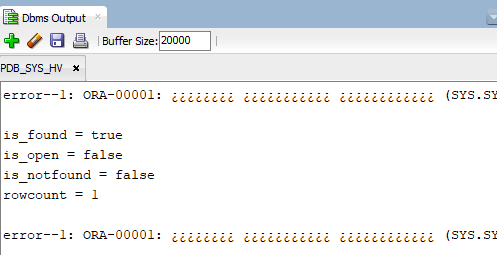 Dbms Output
Buffer Size: 20000
PDB_SYS_HV
error--1: ORA-00001: ¿¿¿¿¿¿¿¿ ¿¿¿¿¿¿¿¿¿¿¿ ¿¿¿¿¿¿¿¿¿¿¿¿ (SYS.SY
is_found = true
is_open = false
is_notfound = false
rowcount = 1
error--1: ORA-00001: ¿¿¿¿¿¿¿¿ ¿¿¿¿¿¿¿¿¿¿¿ ¿¿¿¿¿¿¿¿¿¿¿¿ (SYS.SY